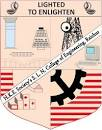 LIGHTED
TO ENLIGHTEN
H.K.E. Society's S.L.N. College of Engineering, Raichur